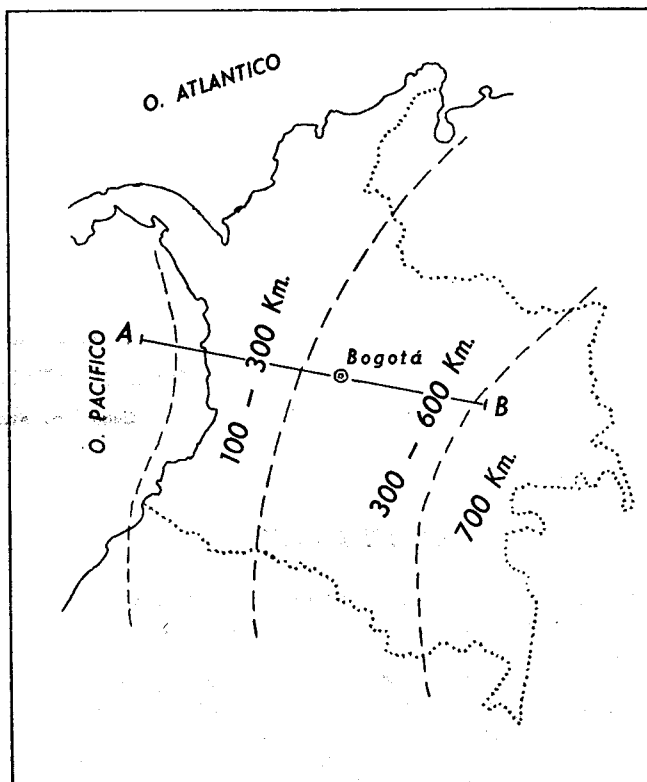 O. ATLANTICO
A
O. PACIFICO
100 – 300 Km.
Bogotá
300 – 600 Km.
B
700 Km.